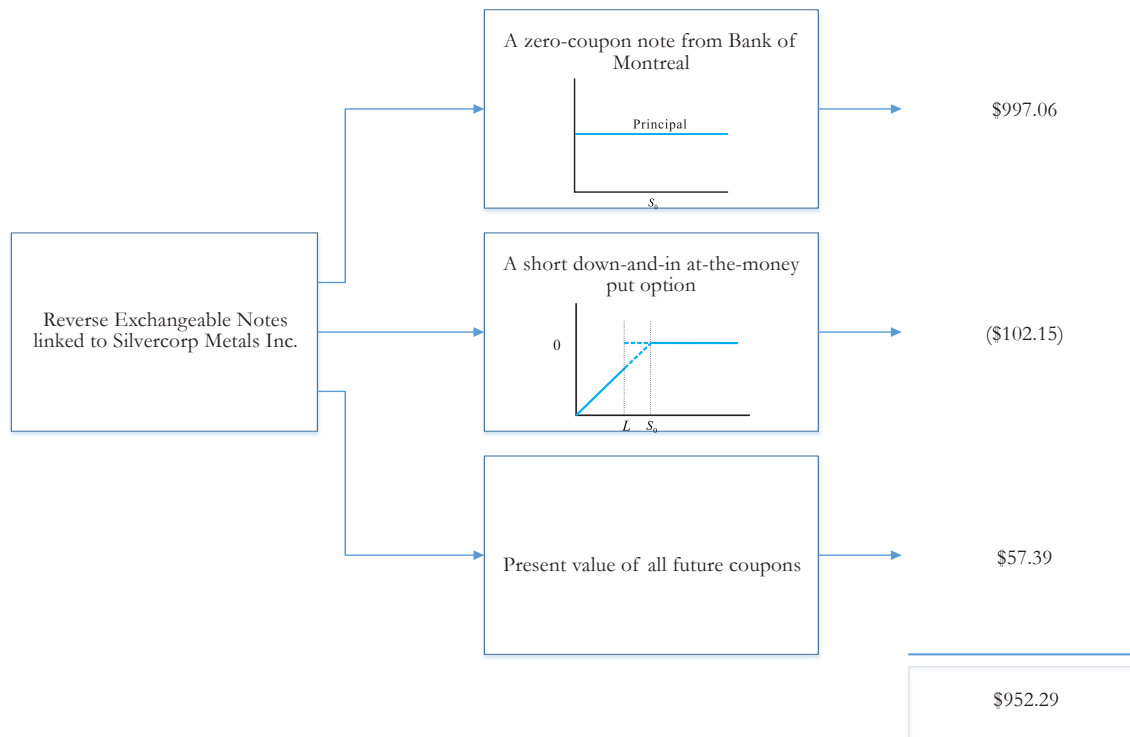 A zero-coupon note from Bank of
Montreal
Principal
S₀
$997.06
Reverse Exchangeable Notes
linked to Silvercorp Metals Inc.
A short down-and-in at-the-money
put option
0
L S₀
($102.15)
Present value of all future coupons
$57.39
$952.29